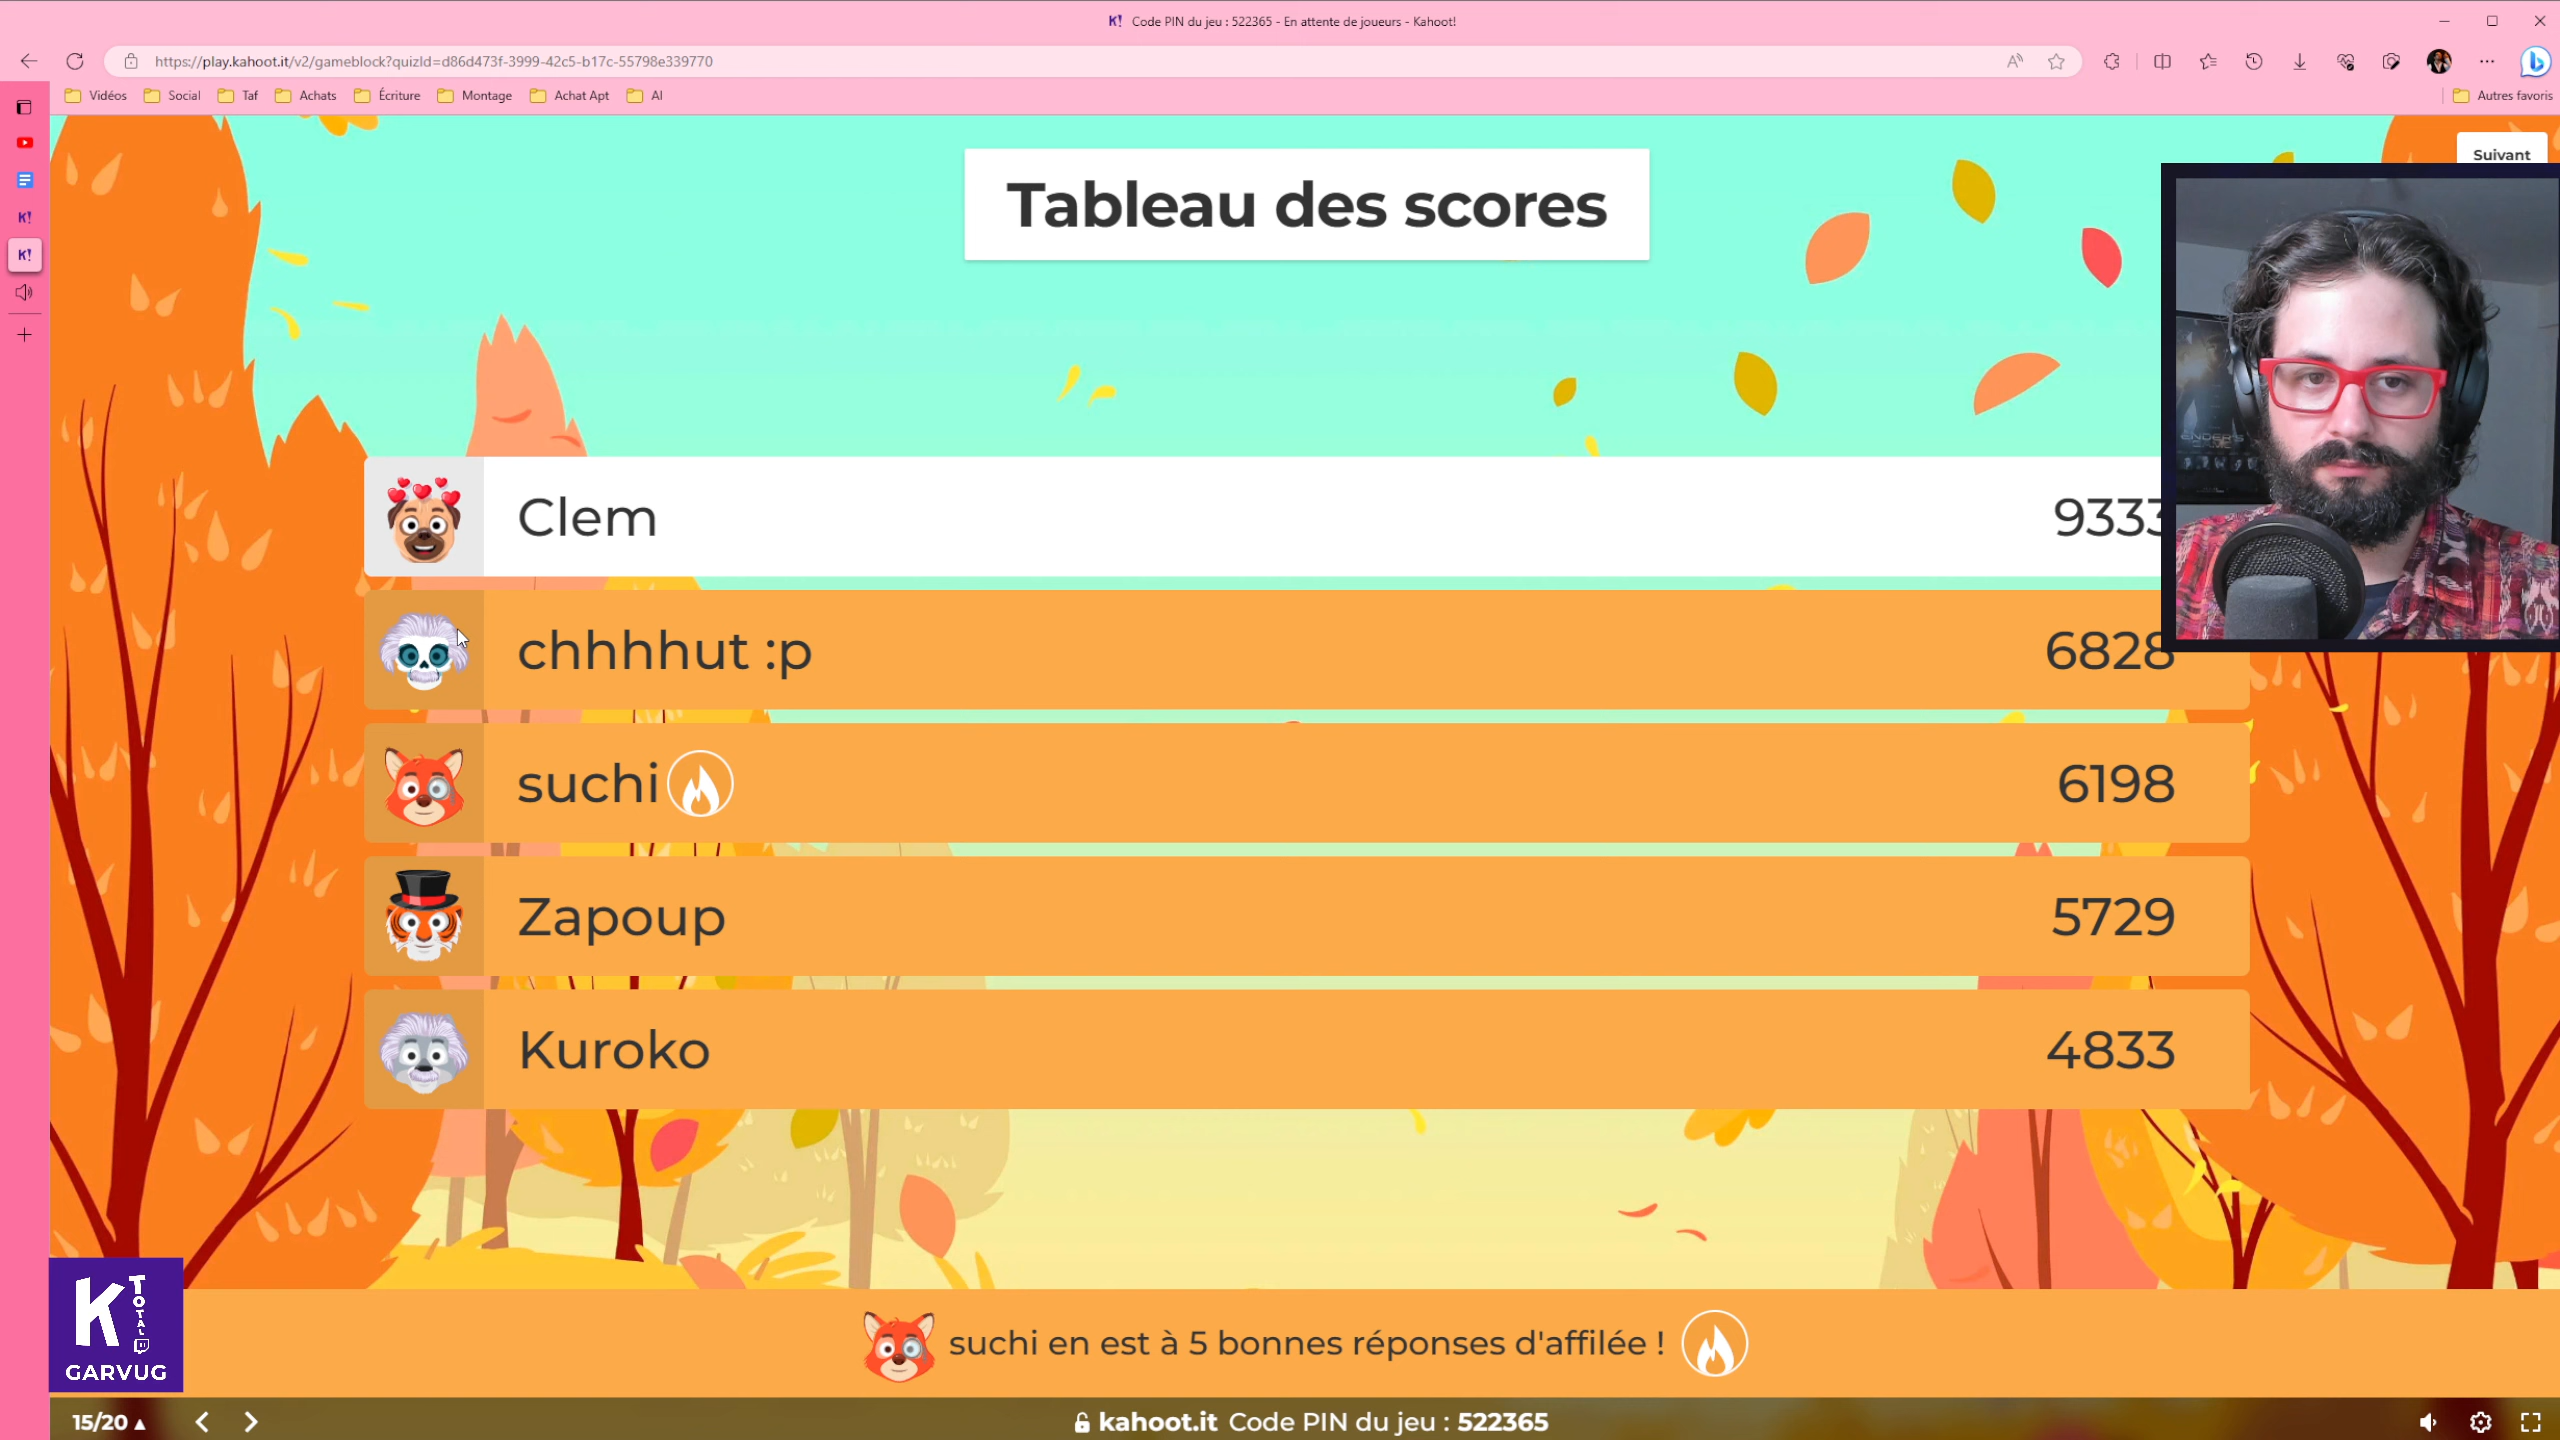 K! Code PIN du jeu : 522365 - En attente de joueurs - Kahoot!
https://play.kahoot.it/v2/gameblock?quizId=d86d473f-3999-42c5-b17c-55798e339770
Vidéos Social Taf Achats Écriture Montage Achat Apt AI Autres favoris
K!
K!
Suivant
Tableau des scores
Clem 9333
chhhhut :p 6828
suchi 6198
Zapoup 5729
Kuroko 4833
suchi en est à 5 bonnes réponses d'affilée !
K TOTAL
GARVUG
15/20 kahoot.it Code PIN du jeu : 522365
ENDER'S